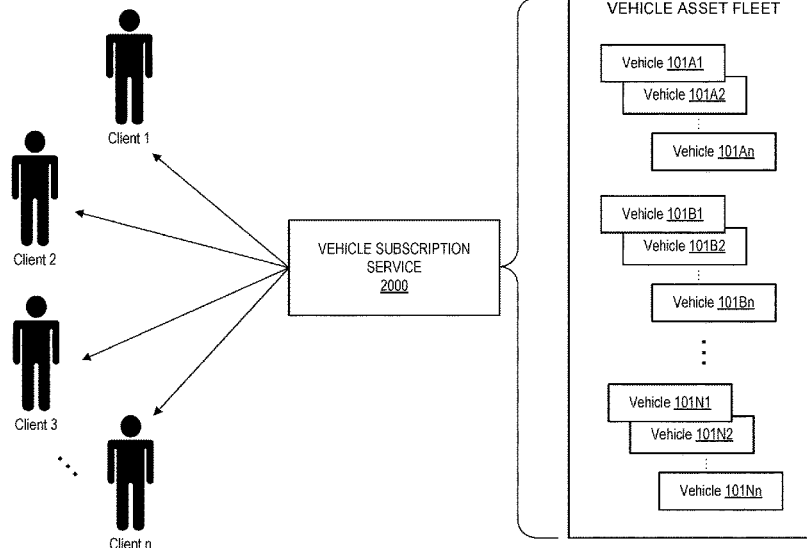 VEHICLE ASSET FLEET
Vehicle 101A1
Vehicle 101A2
Vehicle 101An
Client 1
Vehicle 101B1
Vehicle 101B2
Vehicle 101Bn
Client 2
VEHICLE SUBSCRIPTION
SERVICE
2000
Client 3
Vehicle 101N1
Vehicle 101N2
Vehicle 101Nn
Client n